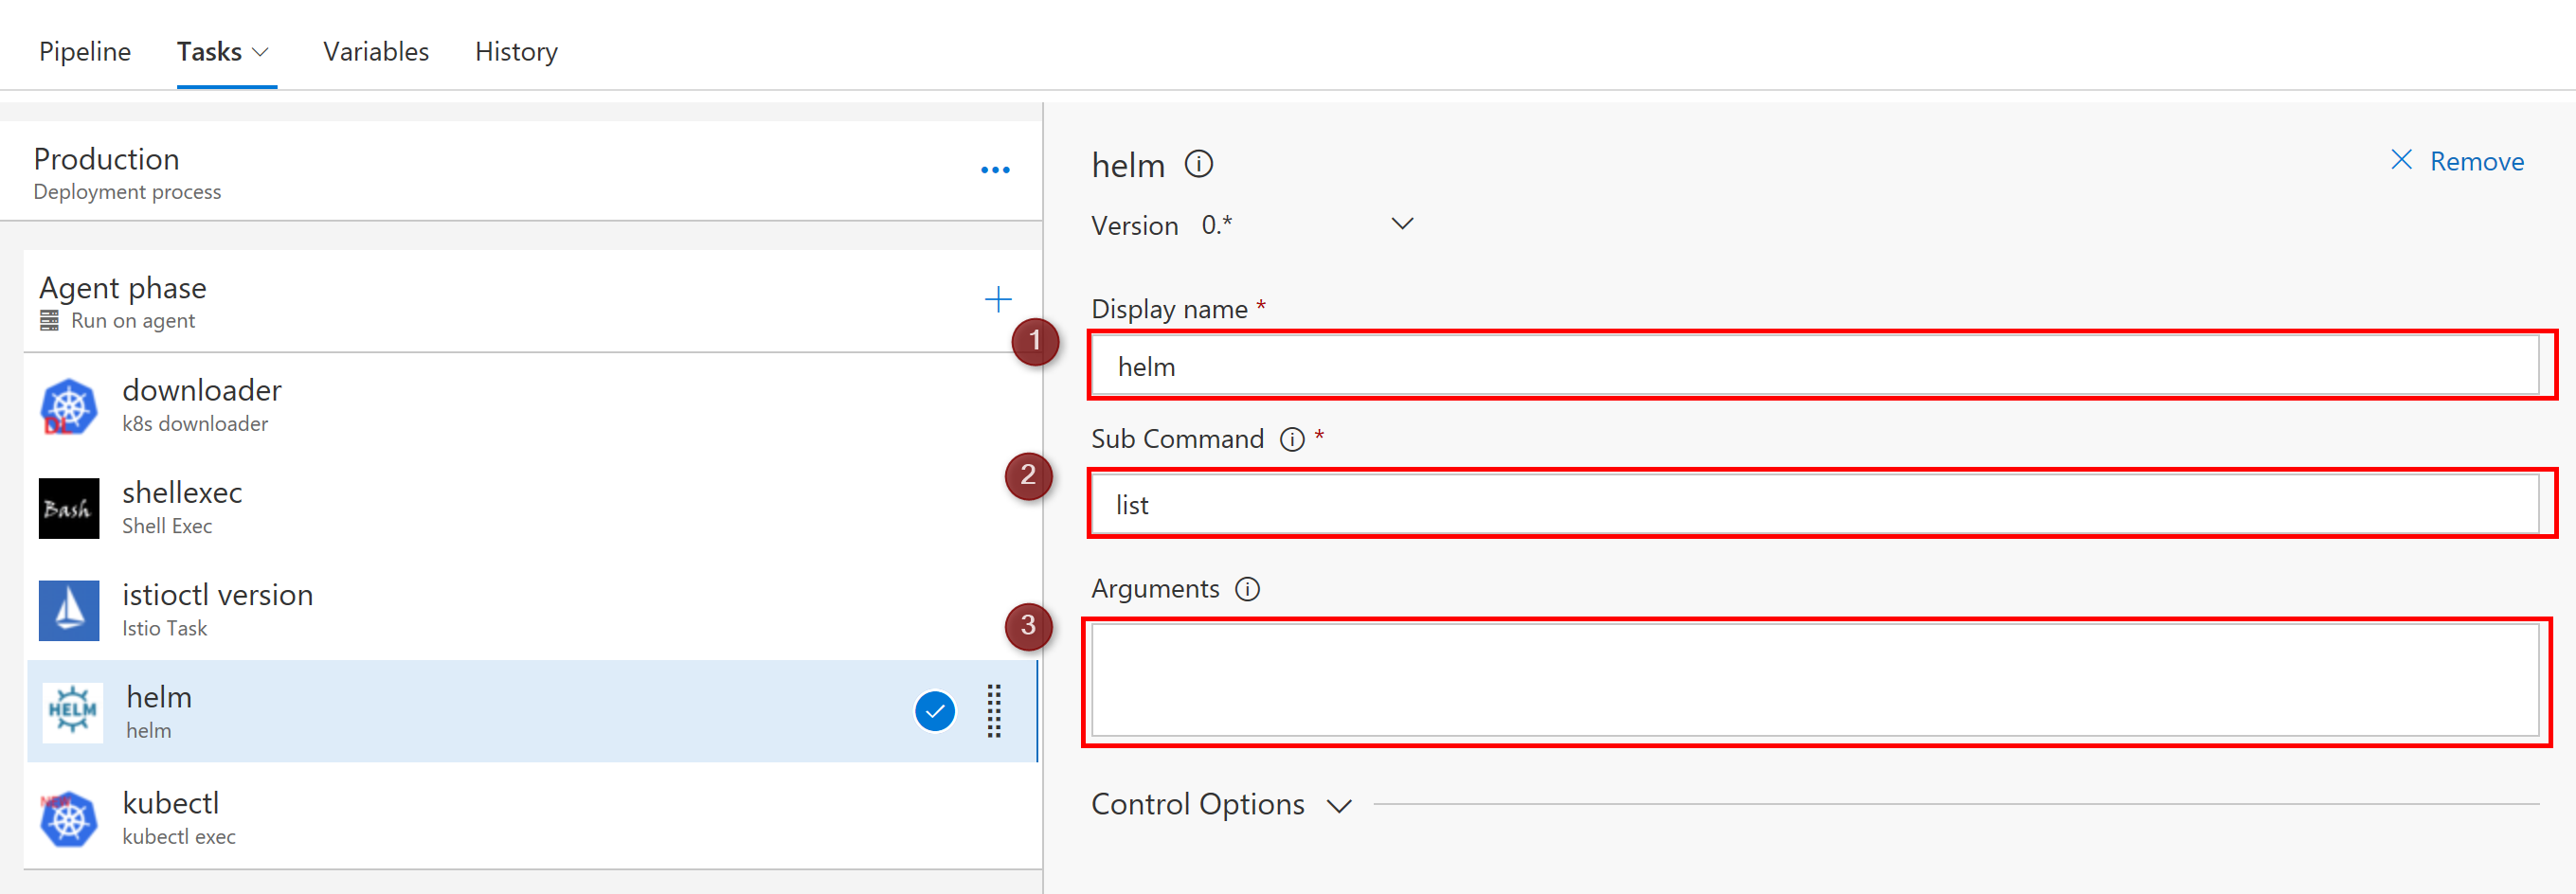 Pipeline Tasks Variables History
Production
Deployment process
Agent phase
Run on agent
DL
downloader
k8s downloader
Bash
shellexec
Shell Exec
istioctl version
Istio Task
HELM
helm
helm
NEW
kubectl
kubectl exec
helm
Remove
Version 0.*
1
Display name *
helm
2
Sub Command *
list
3
Arguments
Control Options